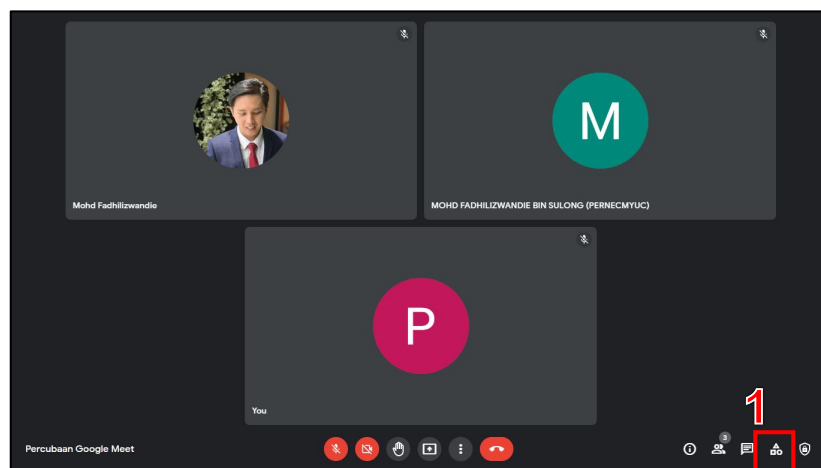 M
Mohd Fadhilizwandie
MOHD FADHILIZWANDIE BIN SULONG (PERNECMYUC)
P
You
1
3
Percubaan Google Meet